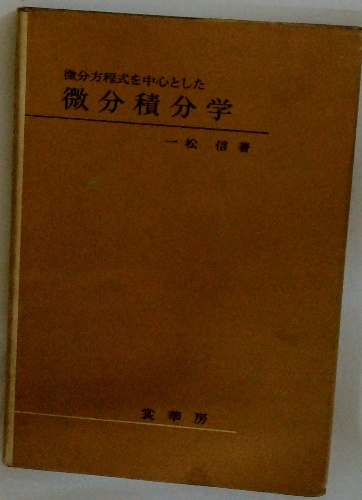 微分方程式を中心とした
微分積分学
一松 信 著
裳華房